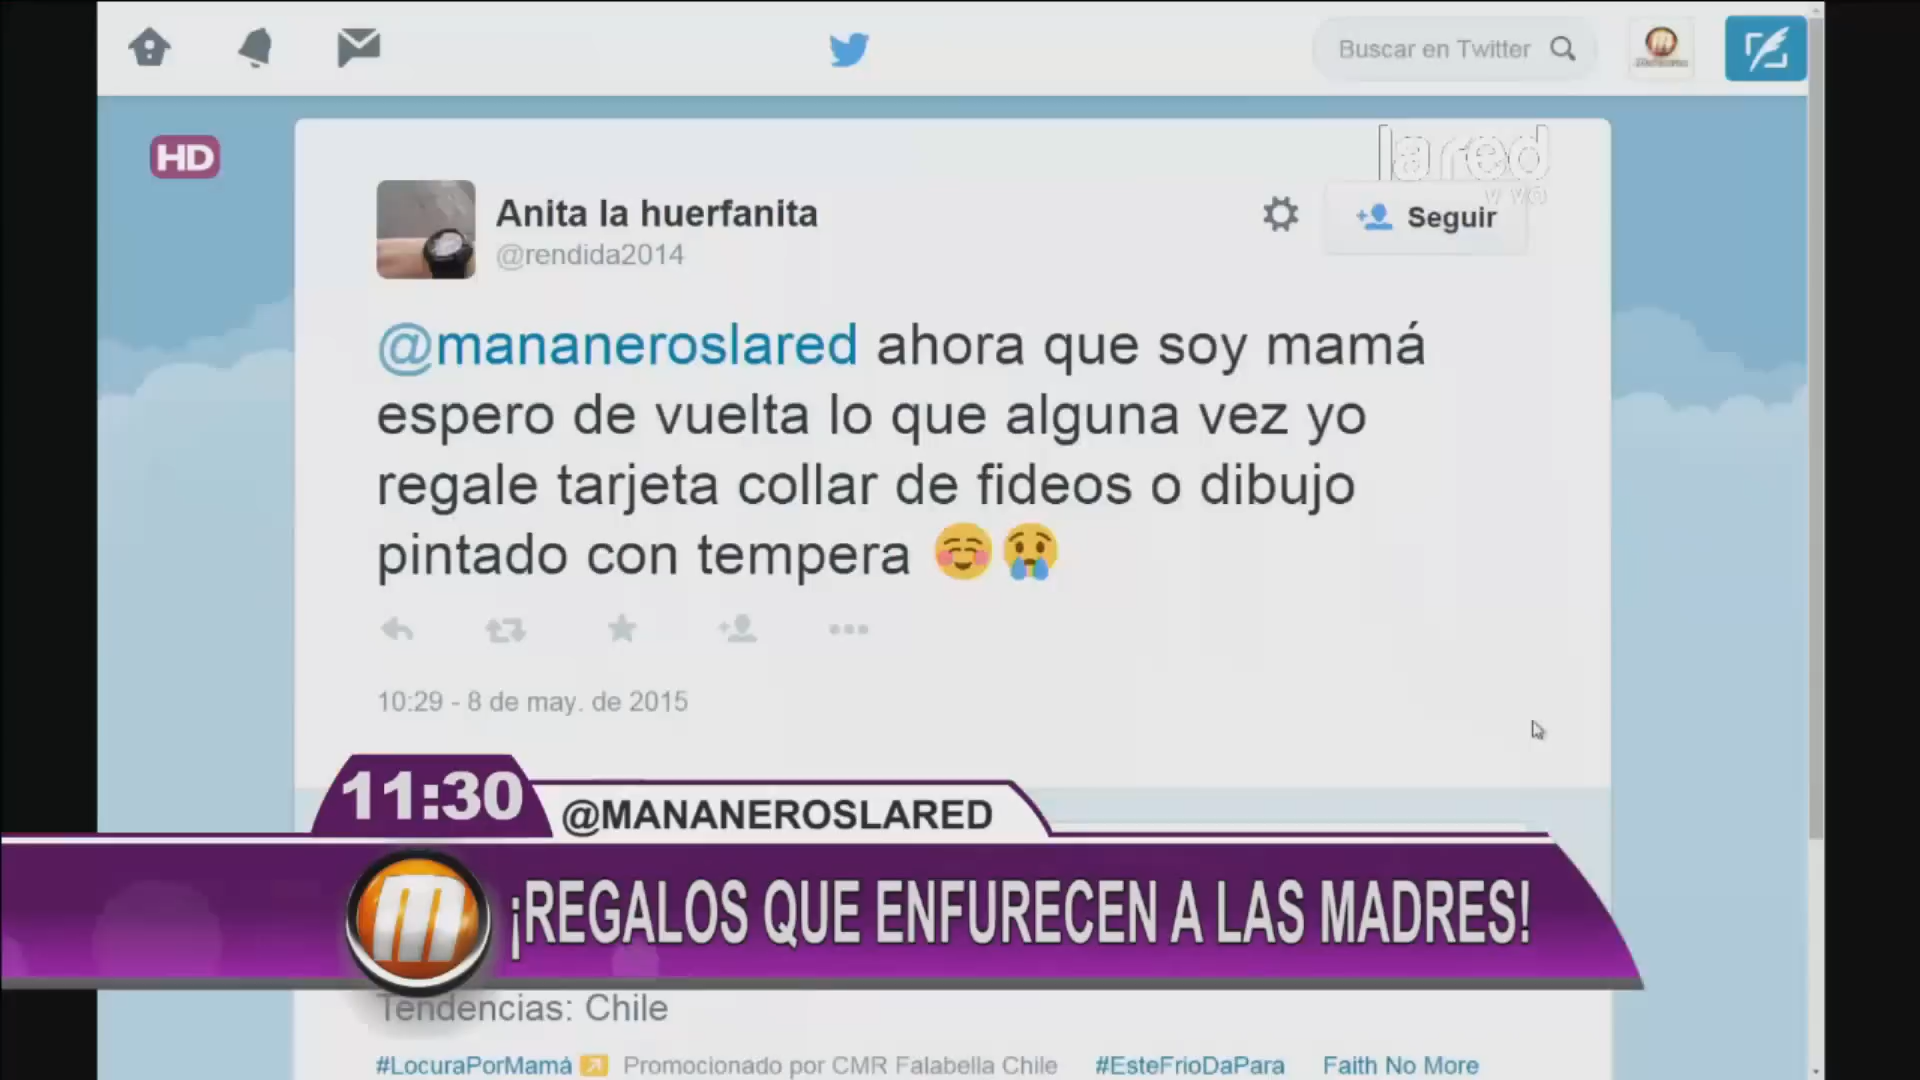 Buscar en Twitter
HD
lared
vivo
Anita la huerfanita
@rendida2014
Seguir
@mananeroslared ahora que soy mamá
espero de vuelta lo que alguna vez yo
regale tarjeta collar de fideos o dibujo
pintado con tempera ☺️😢
10:29 - 8 de may. de 2015
11:30
@MANANEROSLARED
M
¡REGALOS QUE ENFURECEN A LAS MADRES!
Tendencias: Chile
#LocuraPorMamá Promocionado por CMR Falabella Chile #EsteFrioDaPara Faith No More